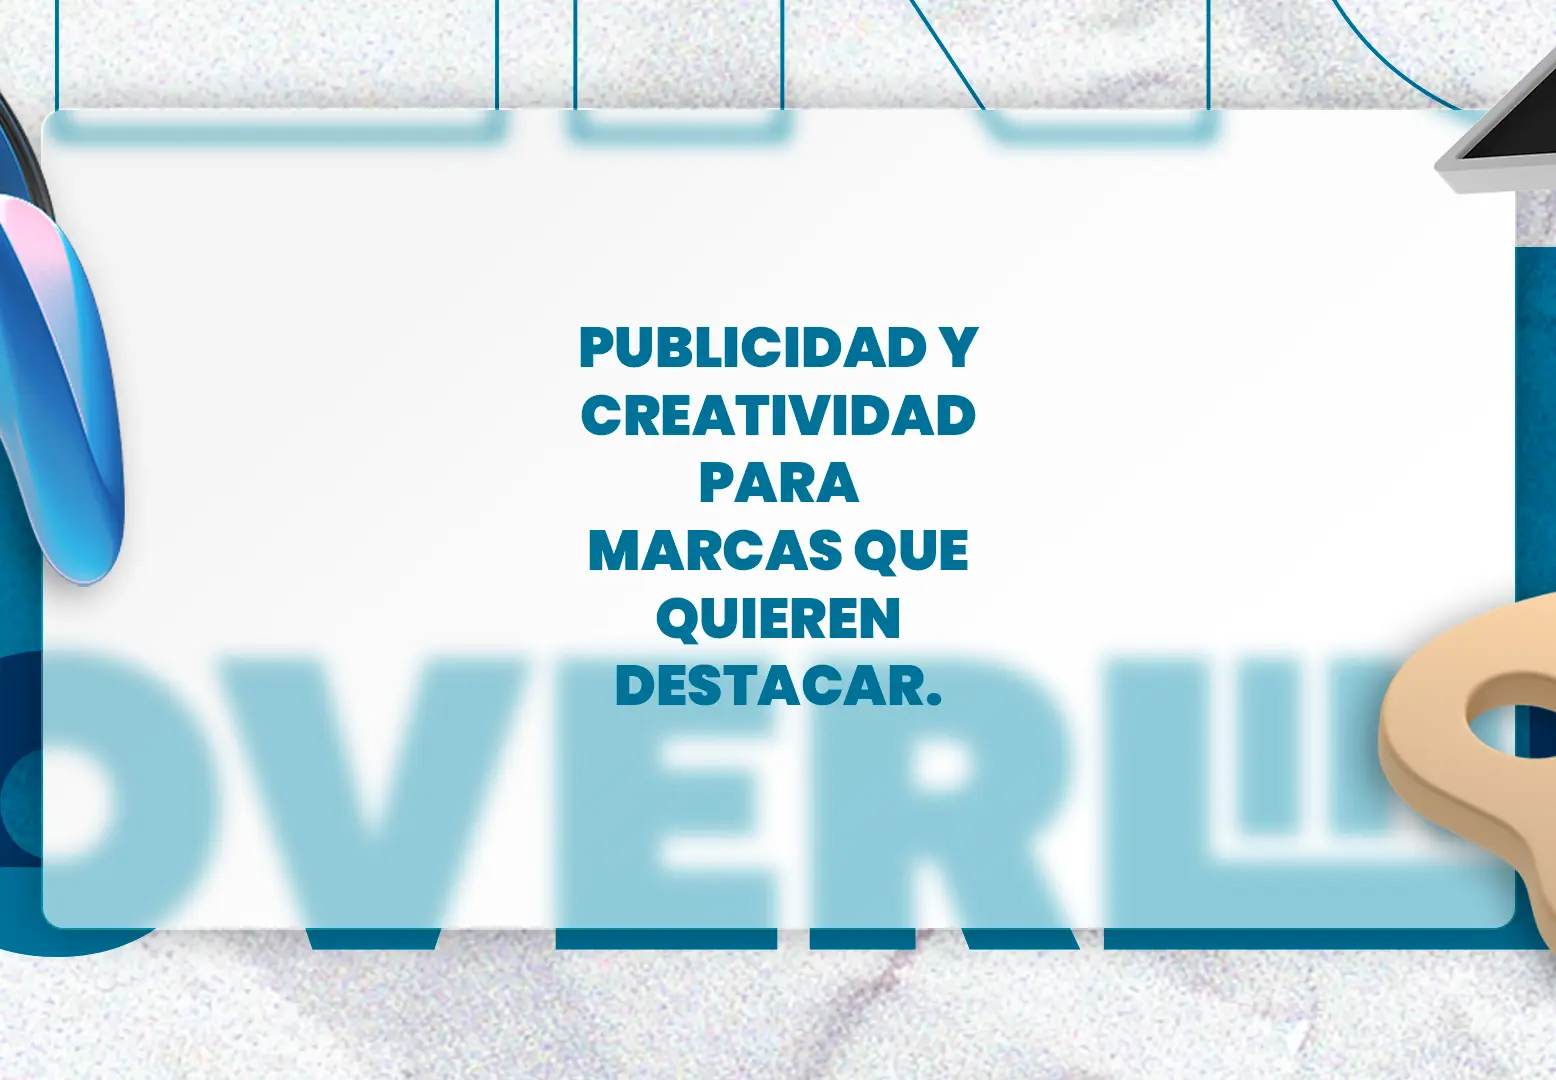 PUBLICIDAD Y
CREATIVIDAD
PARA
MARCAS QUE
QUIEREN
DESTACAR.